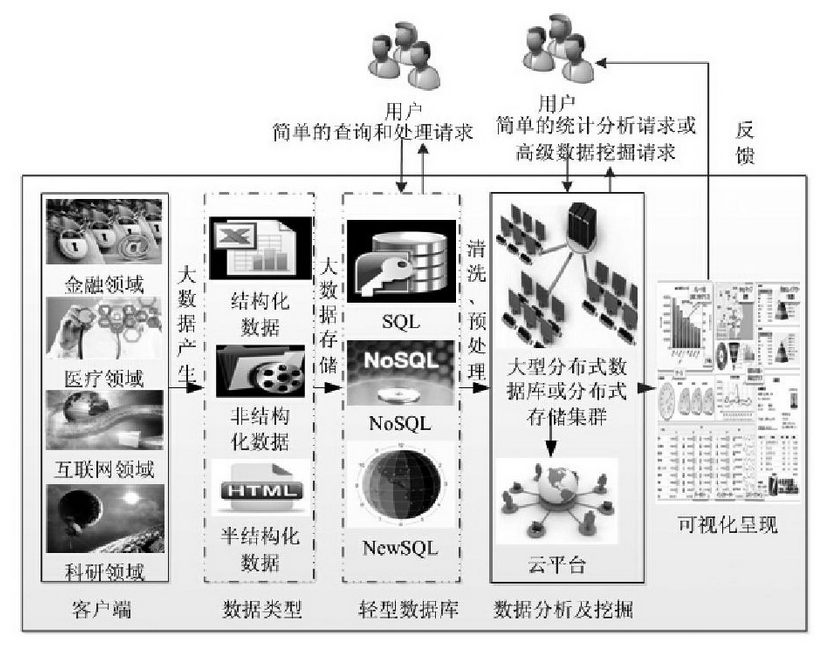 用户
简单的查询和处理请求
用户
简单的统计分析请求或
高级数据挖掘请求
反
馈
金融领域
医疗领域
互联网领域
科研领域
客户端
大
数
据
产
生
结构化
数据
非结构
化数据
HTML
半结构化
数据
数据类型
大
数
据
存
储
SQL
NoSQL
NoSQL
NewSQL
轻型数据库
清
洗
、
预
处
理
大型分布式数
据库或分布式
存储集群
云平台
数据分析及挖掘
可视化呈现